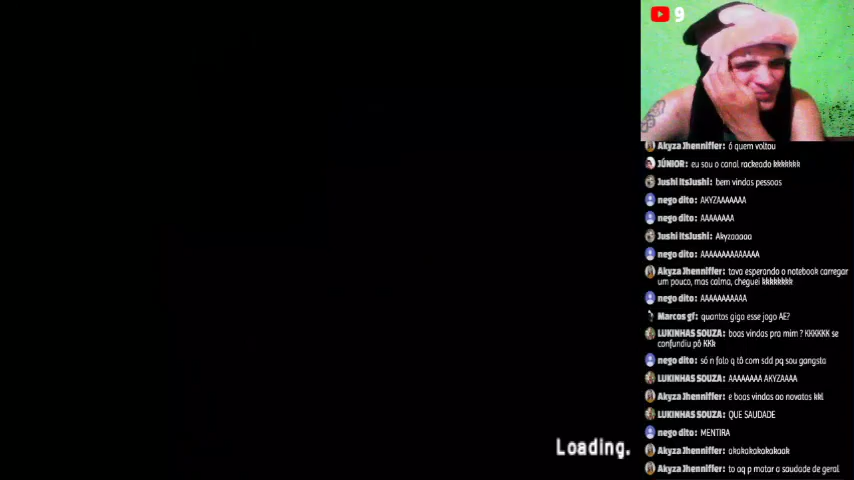 9
Akyza Jhenniffer: ó quem voltou
JÚNIOR: eu sou o canal rackeado kkkkkkk
Jushi ItsJushi: bem vindas pessoas
nego dito: AKYZAAAAAAA
nego dito: AAAAAAAA
Jushi ItsJushi: Akyzaaaaa
nego dito: AAAAAAAAAAAAAA
Akyza Jhenniffer: tava esperando o notebook carregar
um pouco, mas calma, cheguei kkkkkkkk
nego dito: AAAAAAAAAAA
Marcos gf: quantos giga esse jogo AE?
LUKINHAS SOUZA: boas vindas pra mim ? KKKKKK se
confundiu pô KKk
nego dito: só n falo q tô com sdd pq sou gangsta
LUKINHAS SOUZA: AAAAAAAA AKYZAAAA
Akyza Jhenniffer: e boas vindas ao novatos kkl
LUKINHAS SOUZA: QUE SAUDADE
nego dito: MENTIRA
Akyza Jhenniffer: akakakakakakaak
Loading.
Akyza Jhenniffer: to aq p matar a saudade de geral